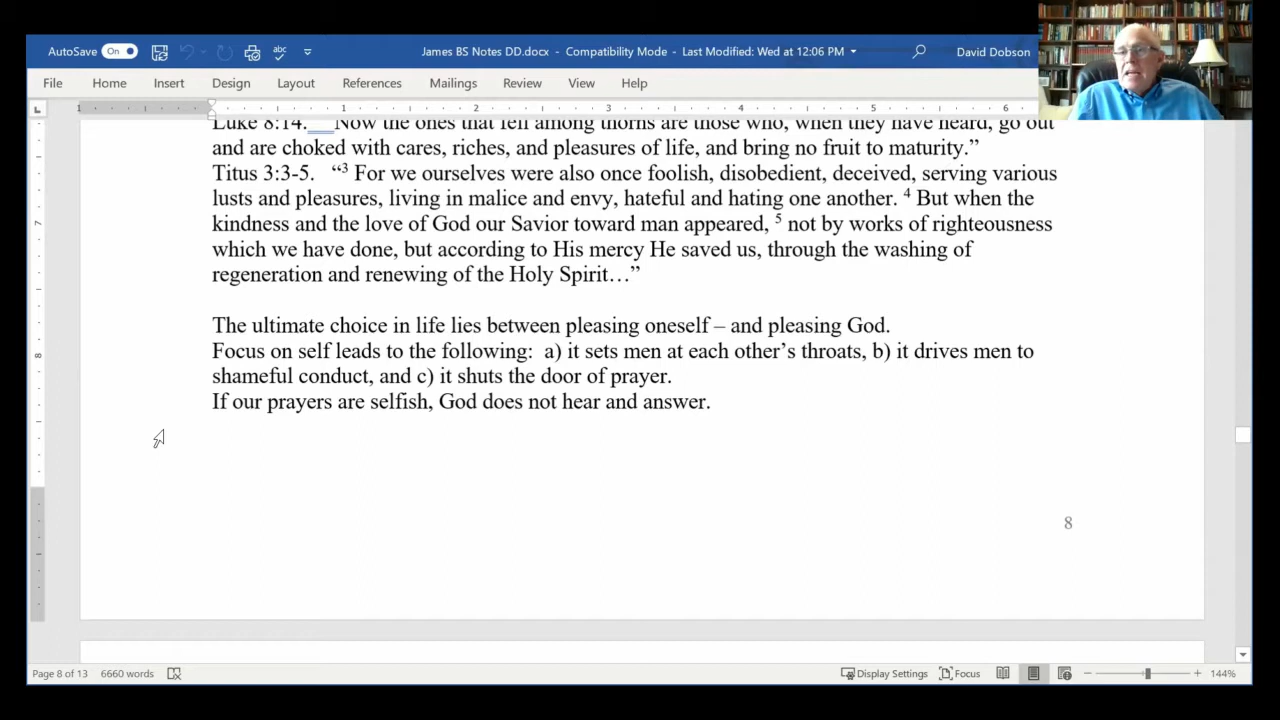 AutoSave On abc James BS Notes DD.docx - Compatibility Mode - Last Modified: Wed at 12:06 PM David Dobson
File Home Insert Design Layout References Mailings Review View Help
1 1 2 3 4 5 6
Luke 8:14. Now the ones that fell among thorns are those who, when they have heard, go out
and are choked with cares, riches, and pleasures of life, and bring no fruit to maturity.”
Titus 3:3-5. “3 For we ourselves were also once foolish, disobedient, deceived, serving various
lusts and pleasures, living in malice and envy, hateful and hating one another. 4 But when the
kindness and the love of God our Savior toward man appeared, 5 not by works of righteousness
which we have done, but according to His mercy He saved us, through the washing of
regeneration and renewing of the Holy Spirit…”
The ultimate choice in life lies between pleasing oneself – and pleasing God.
Focus on self leads to the following: a) it sets men at each other’s throats, b) it drives men to
shameful conduct, and c) it shuts the door of prayer.
If our prayers are selfish, God does not hear and answer.
7
8
8
Page 8 of 13 6660 words Display Settings Focus 144%